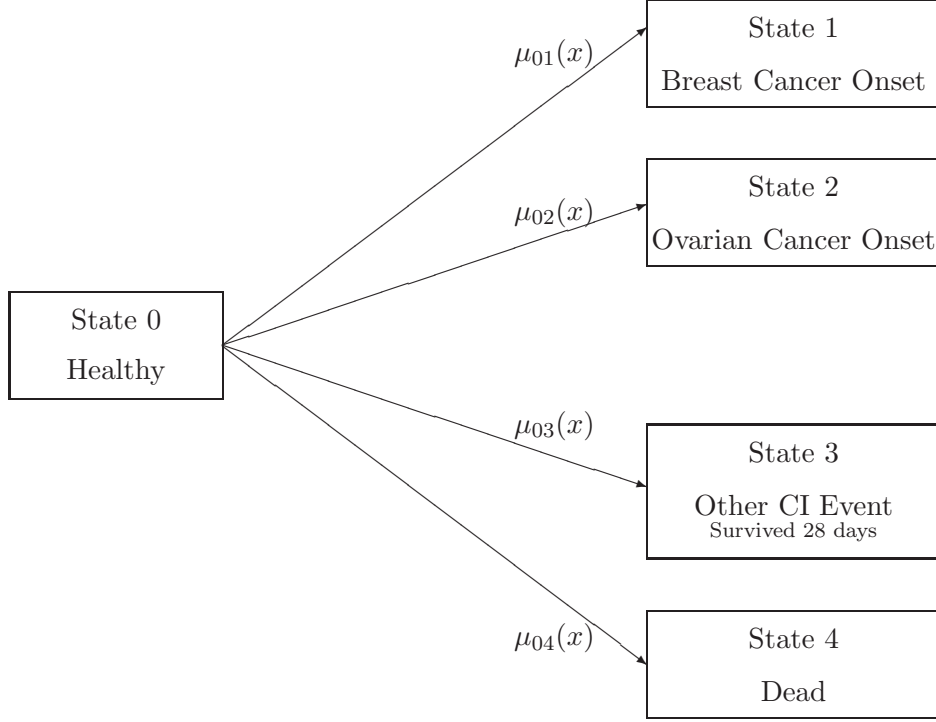 State 1
Breast Cancer Onset
μ₀₁(x)
State 2
Ovarian Cancer Onset
μ₀₂(x)
State 0
Healthy
μ₀₃(x)
State 3
Other CI Event
Survived 28 days
μ₀₄(x)
State 4
Dead